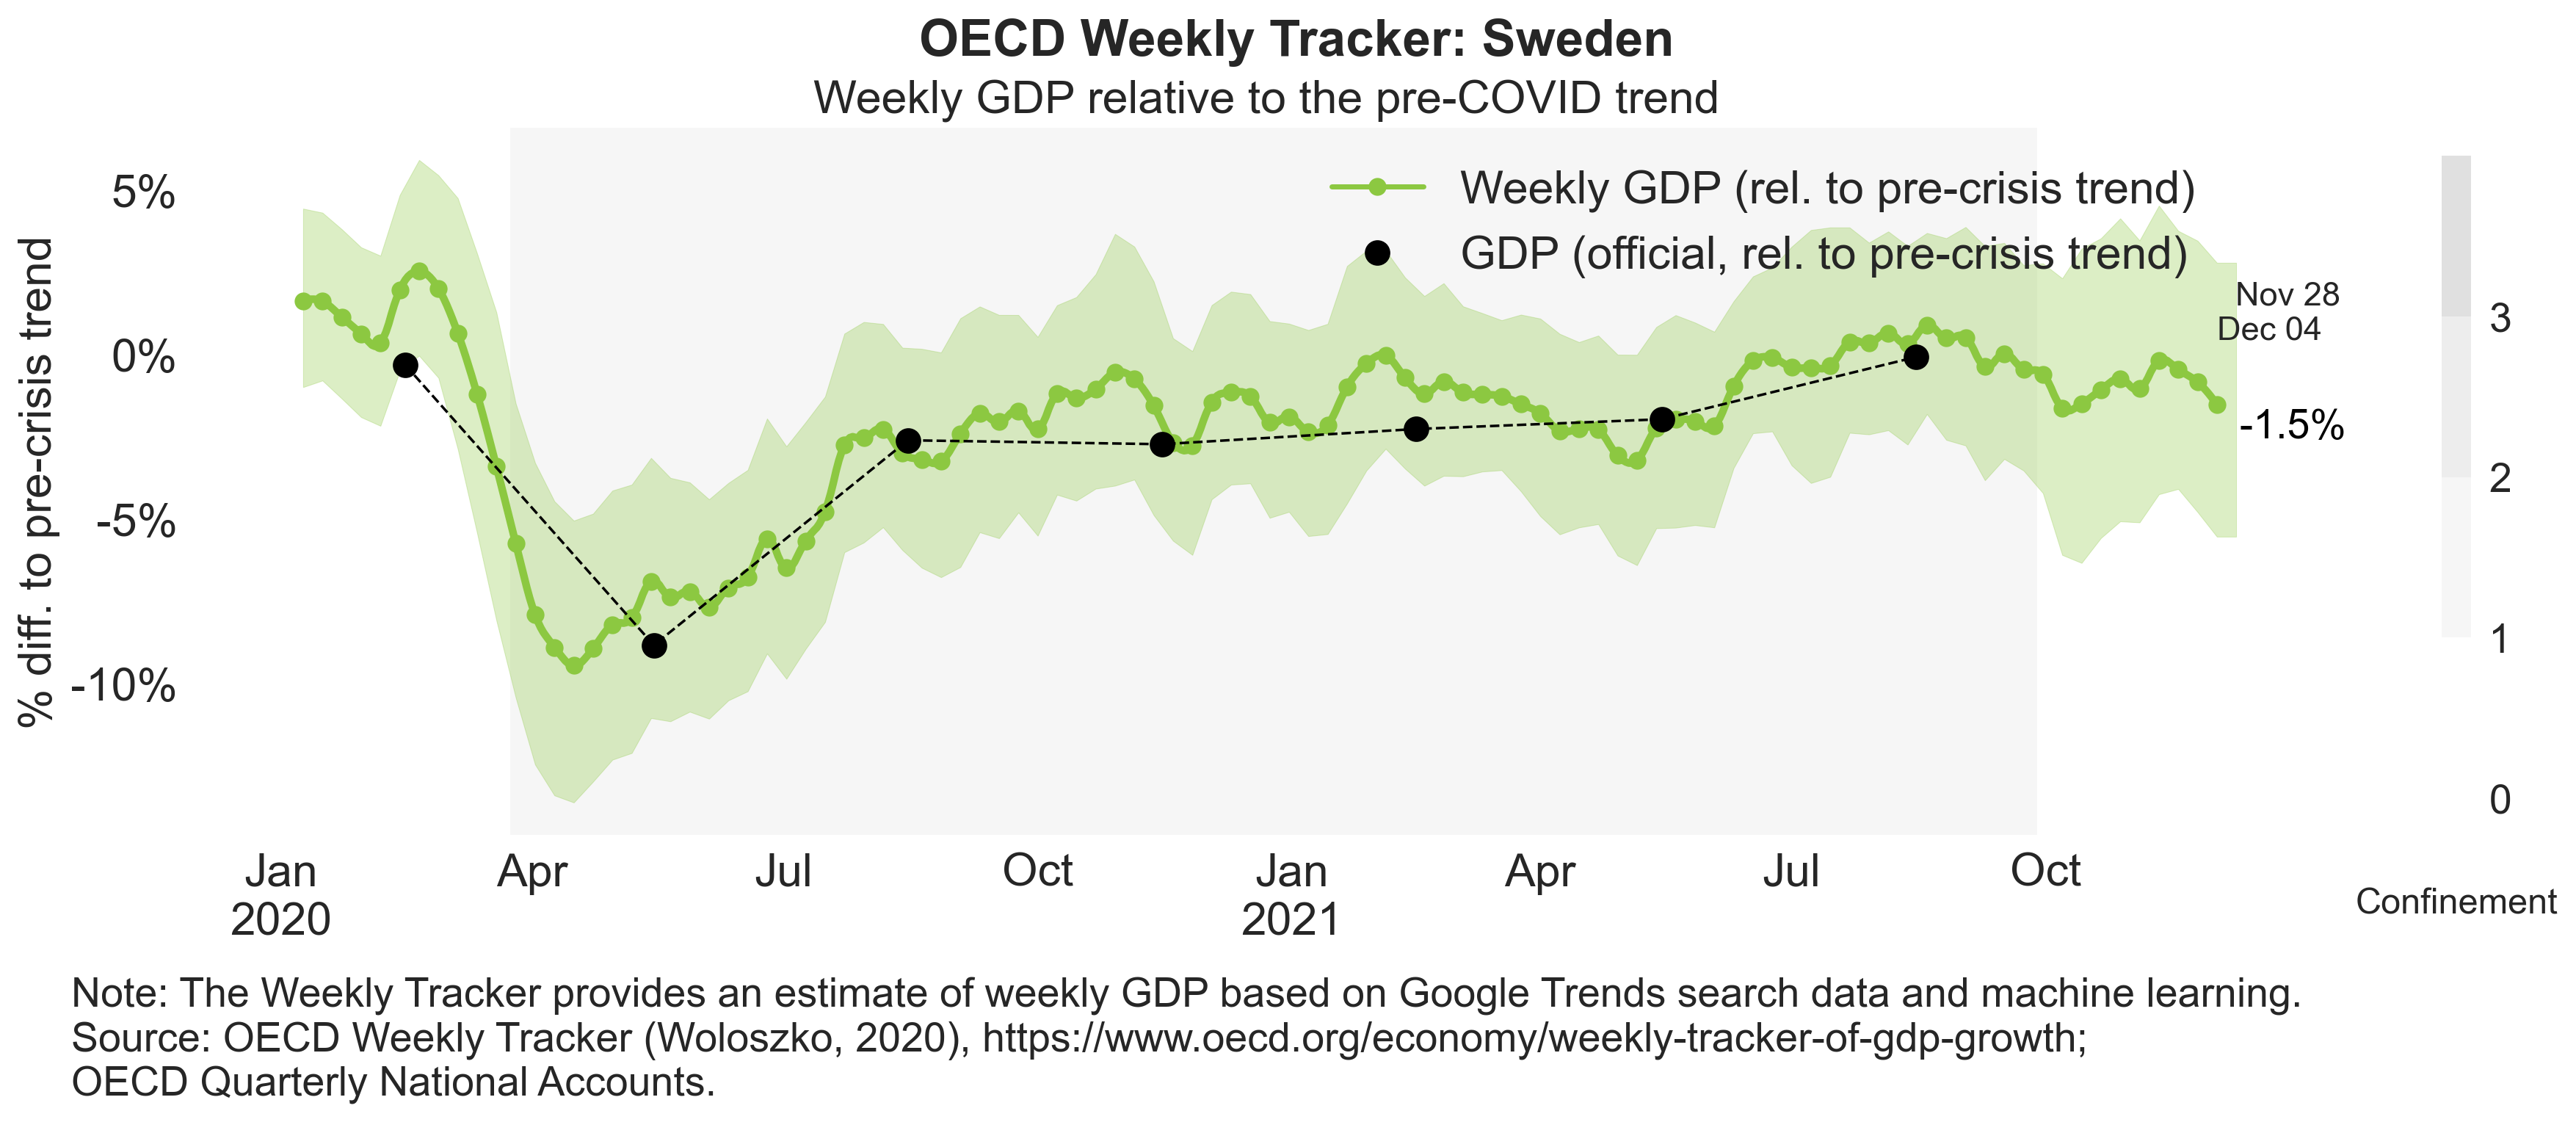 OECD Weekly Tracker: Sweden
Weekly GDP relative to the pre-COVID trend
% diff. to pre-crisis trend
5%
0%
-5%
-10%
Weekly GDP (rel. to pre-crisis trend)
GDP (official, rel. to pre-crisis trend)
Nov 28
Dec 04
-1.5%
3
2
1
0
Confinement
Jan Apr Jul Oct Jan Apr Jul Oct
2020 2021
Note: The Weekly Tracker provides an estimate of weekly GDP based on Google Trends search data and machine learning.
Source: OECD Weekly Tracker (Woloszko, 2020), https://www.oecd.org/economy/weekly-tracker-of-gdp-growth;
OECD Quarterly National Accounts.